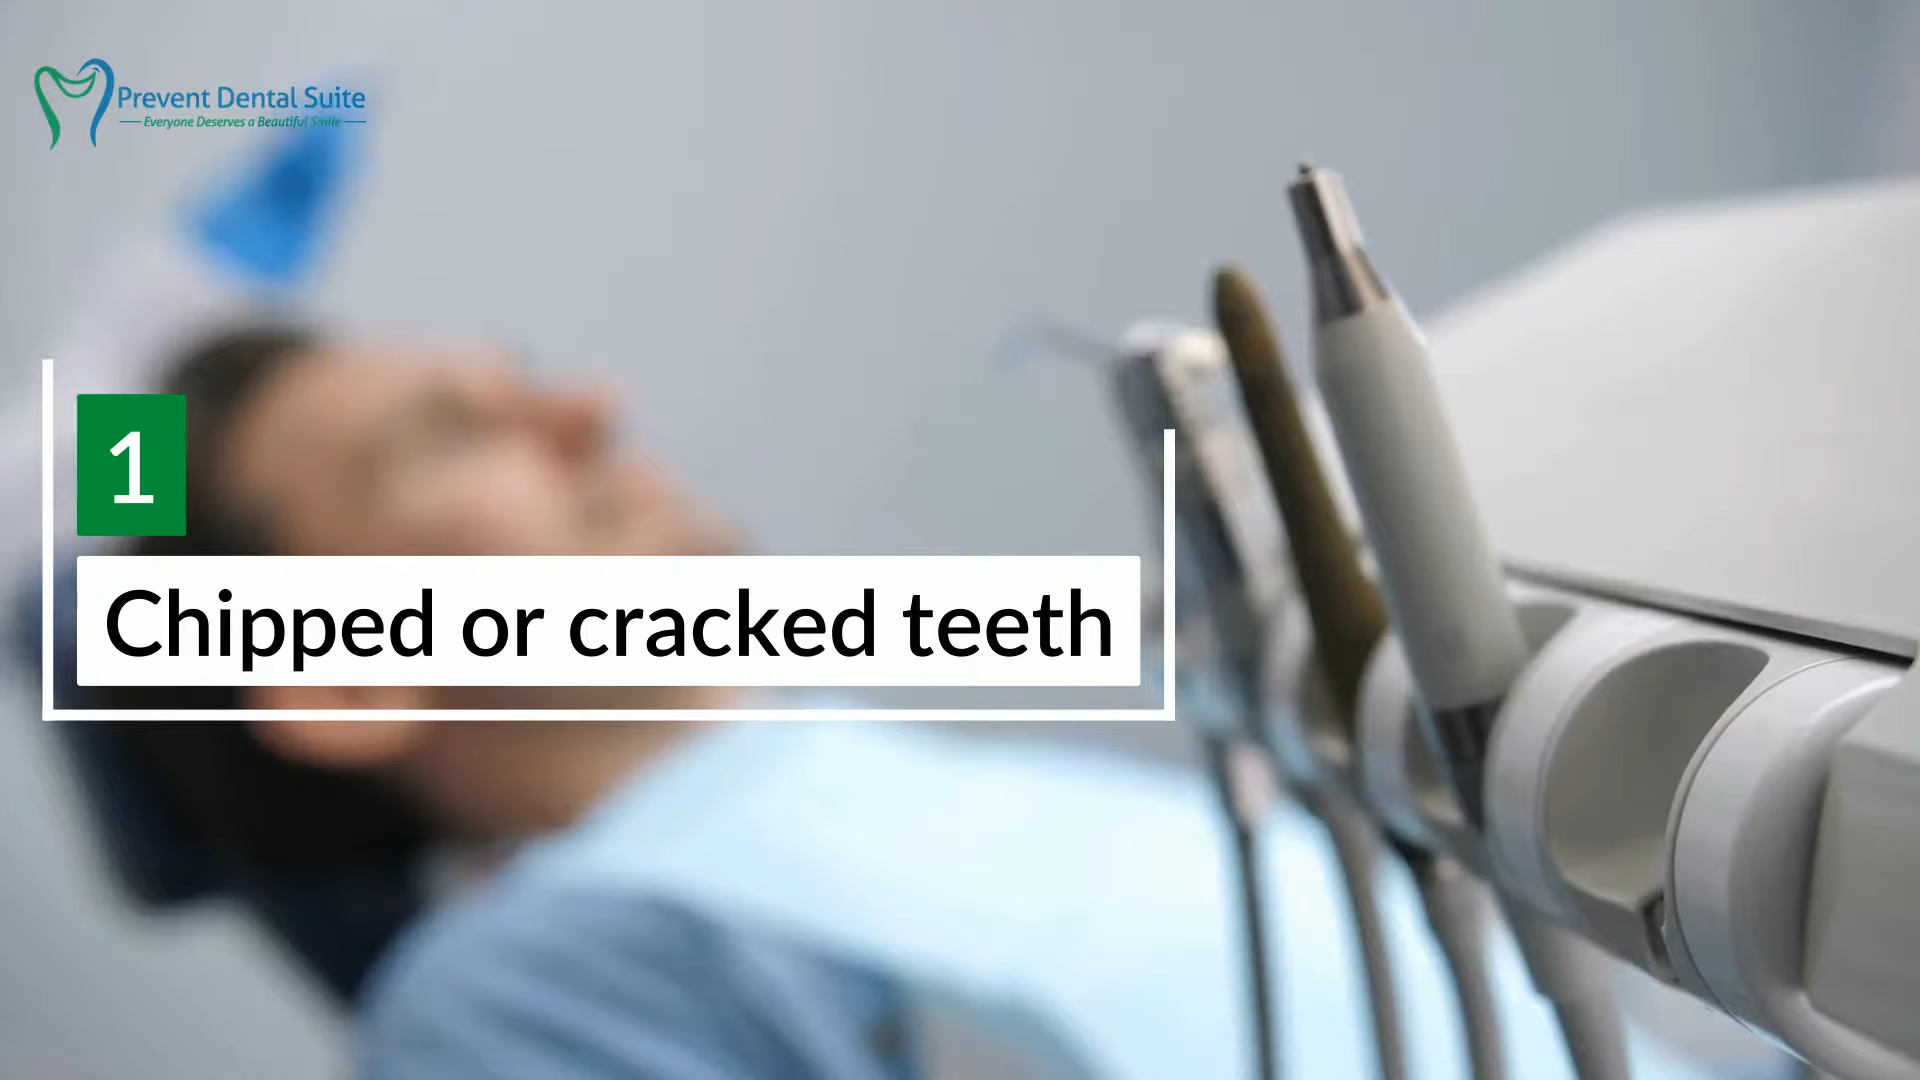 Prevent Dental Suite
Everyone Deserves a Beautiful Smile
1
Chipped or cracked teeth